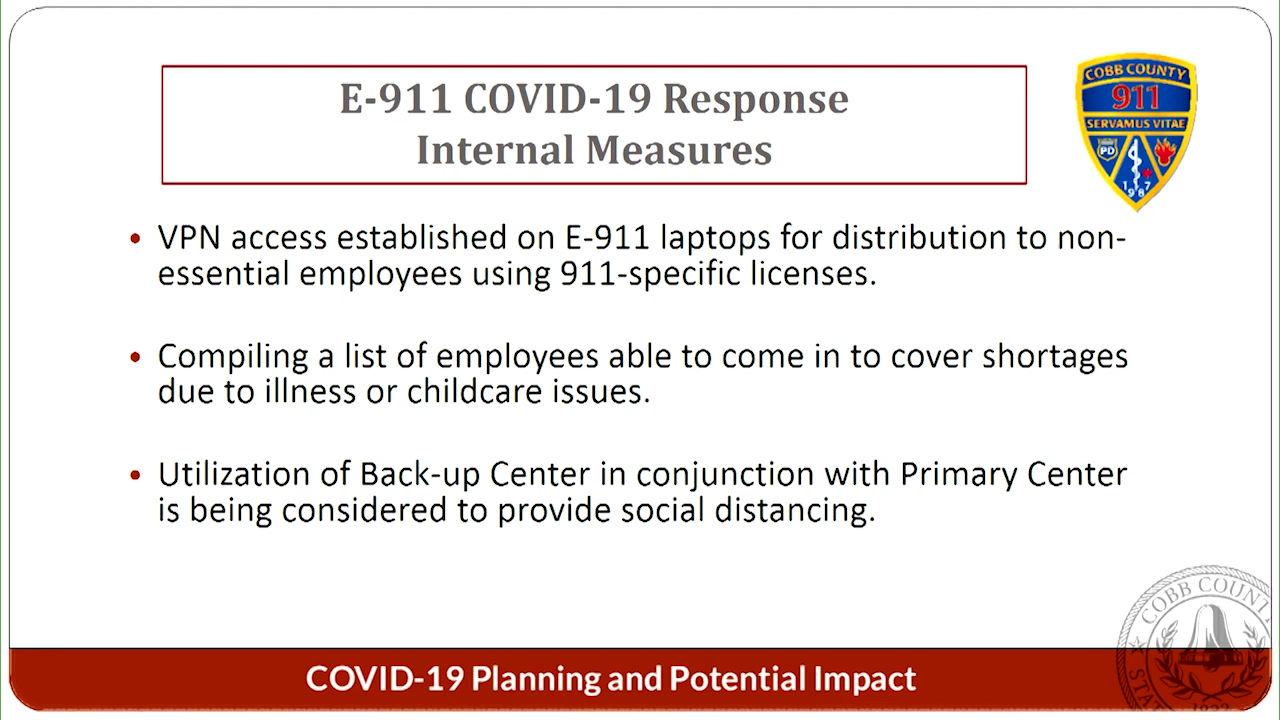 E-911 COVID-19 Response
Internal Measures
COBB COUNTY
911
SERVAMUS VITAE
PD
1987
• VPN access established on E-911 laptops for distribution to non-
essential employees using 911-specific licenses.
• Compiling a list of employees able to come in to cover shortages
due to illness or childcare issues.
• Utilization of Back-up Center in conjunction with Primary Center
is being considered to provide social distancing.
COBB COUNT
STAT
COVID-19 Planning and Potential Impact